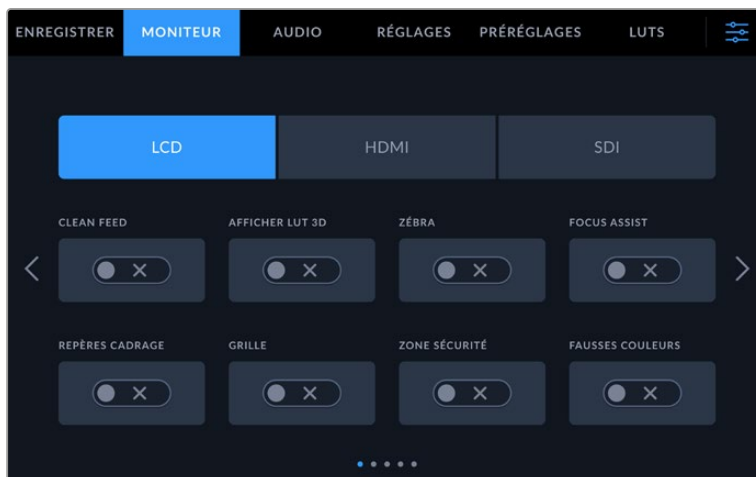 ENREGISTRER MONITEUR AUDIO RÉGLAGES PRÉRÉGLAGES LUTS
LCD HDMI SDI
CLEAN FEED AFFICHER LUT 3D ZÉBRA FOCUS ASSIST
REPÈRES CADRAGE GRILLE ZONE SÉCURITÉ FAUSSES COULEURS